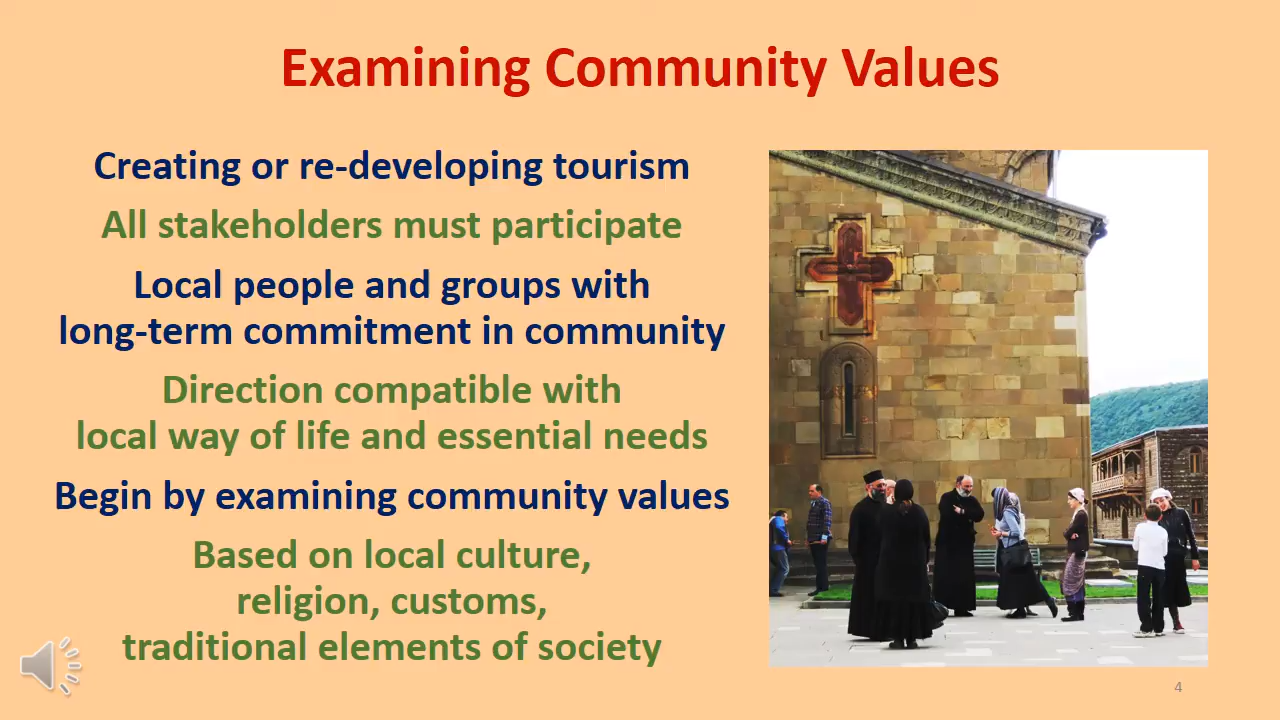 Examining Community Values
Creating or re-developing tourism
All stakeholders must participate
Local people and groups with
long-term commitment in community
Direction compatible with
local way of life and essential needs
Begin by examining community values
Based on local culture,
religion, customs,
traditional elements of society
4